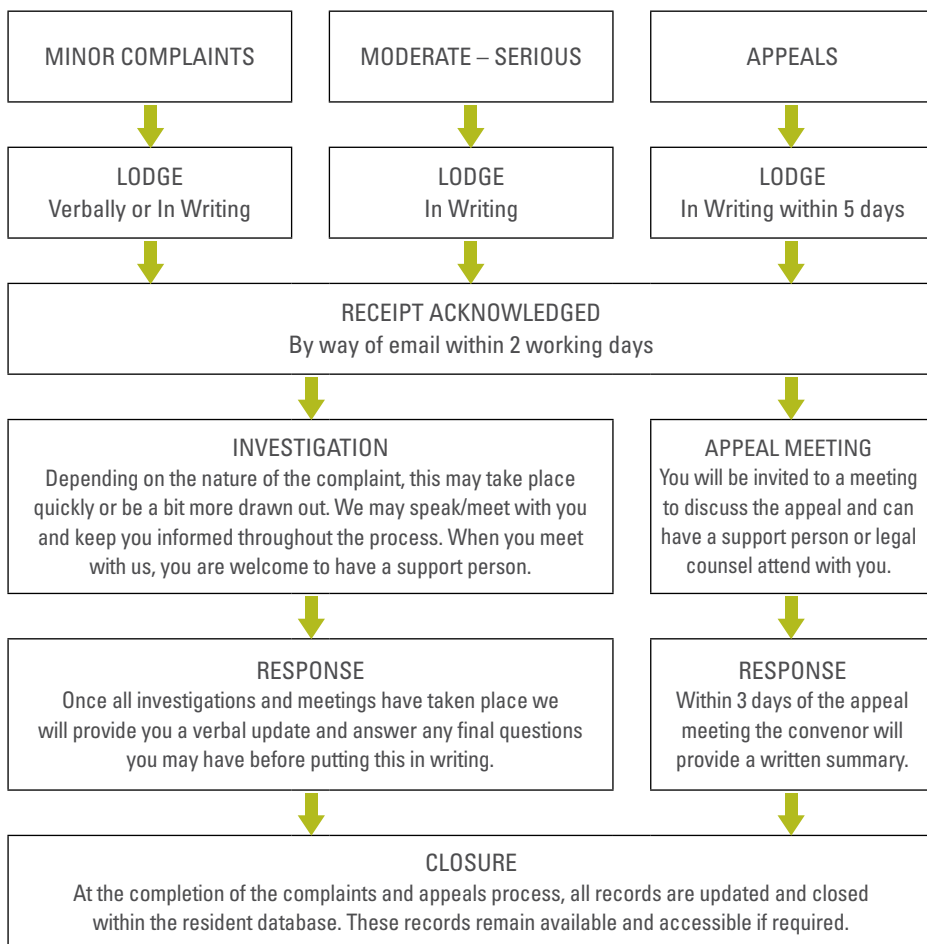 MINOR COMPLAINTS
MODERATE – SERIOUS
APPEALS
LODGE
Verbally or In Writing
LODGE
In Writing
LODGE
In Writing within 5 days
RECEIPT ACKNOWLEDGED
By way of email within 2 working days
INVESTIGATION
Depending on the nature of the complaint, this may take place
quickly or be a bit more drawn out. We may speak/meet with you
and keep you informed throughout the process. When you meet
with us, you are welcome to have a support person.
APPEAL MEETING
You will be invited to a meeting
to discuss the appeal and can
have a support person or legal
counsel attend with you.
RESPONSE
Once all investigations and meetings have taken place we
will provide you a verbal update and answer any final questions
you may have before putting this in writing.
RESPONSE
Within 3 days of the appeal
meeting the convenor will
provide a written summary.
CLOSURE
At the completion of the complaints and appeals process, all records are updated and closed
within the resident database. These records remain available and accessible if required.